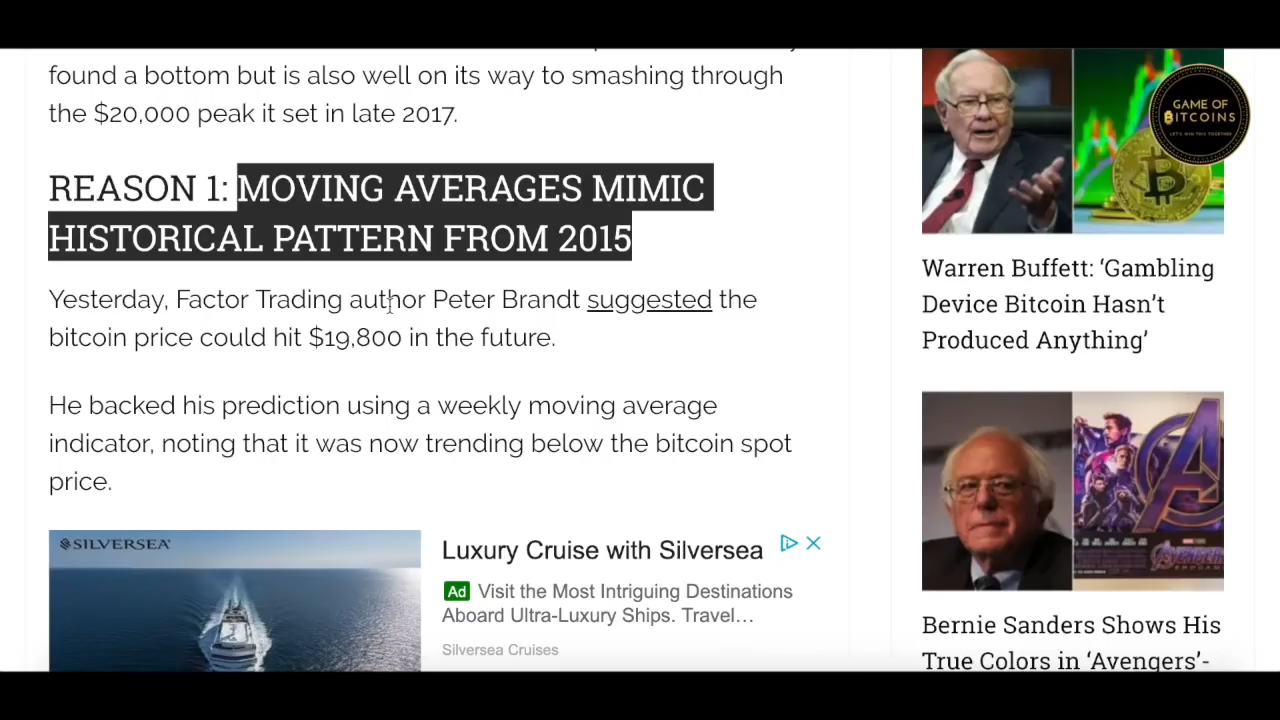 found a bottom but is also well on its way to smashing through
the $20,000 peak it set in late 2017.
REASON 1: MOVING AVERAGES MIMIC
HISTORICAL PATTERN FROM 2015
Yesterday, Factor Trading author Peter Brandt suggested the
bitcoin price could hit $19,800 in the future.
He backed his prediction using a weekly moving average
indicator, noting that it was now trending below the bitcoin spot
price.
SILVERSEA
Luxury Cruise with Silversea
Ad Visit the Most Intriguing Destinations
Aboard Ultra-Luxury Ships. Travel…
Silversea Cruises
GAME OF
BITCOINS
LET'S WIN THIS TOGETHER
Warren Buffett: ‘Gambling
Device Bitcoin Hasn’t
Produced Anything’
Bernie Sanders Shows His
True Colors in ‘Avengers’-